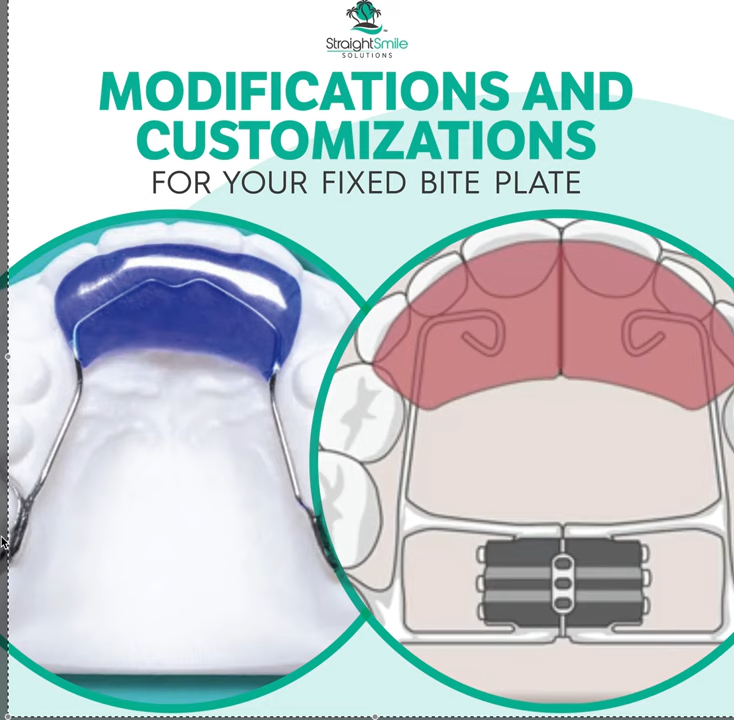 StraightSmile
SOLUTIONS
MODIFICATIONS AND
CUSTOMIZATIONS
FOR YOUR FIXED BITE PLATE